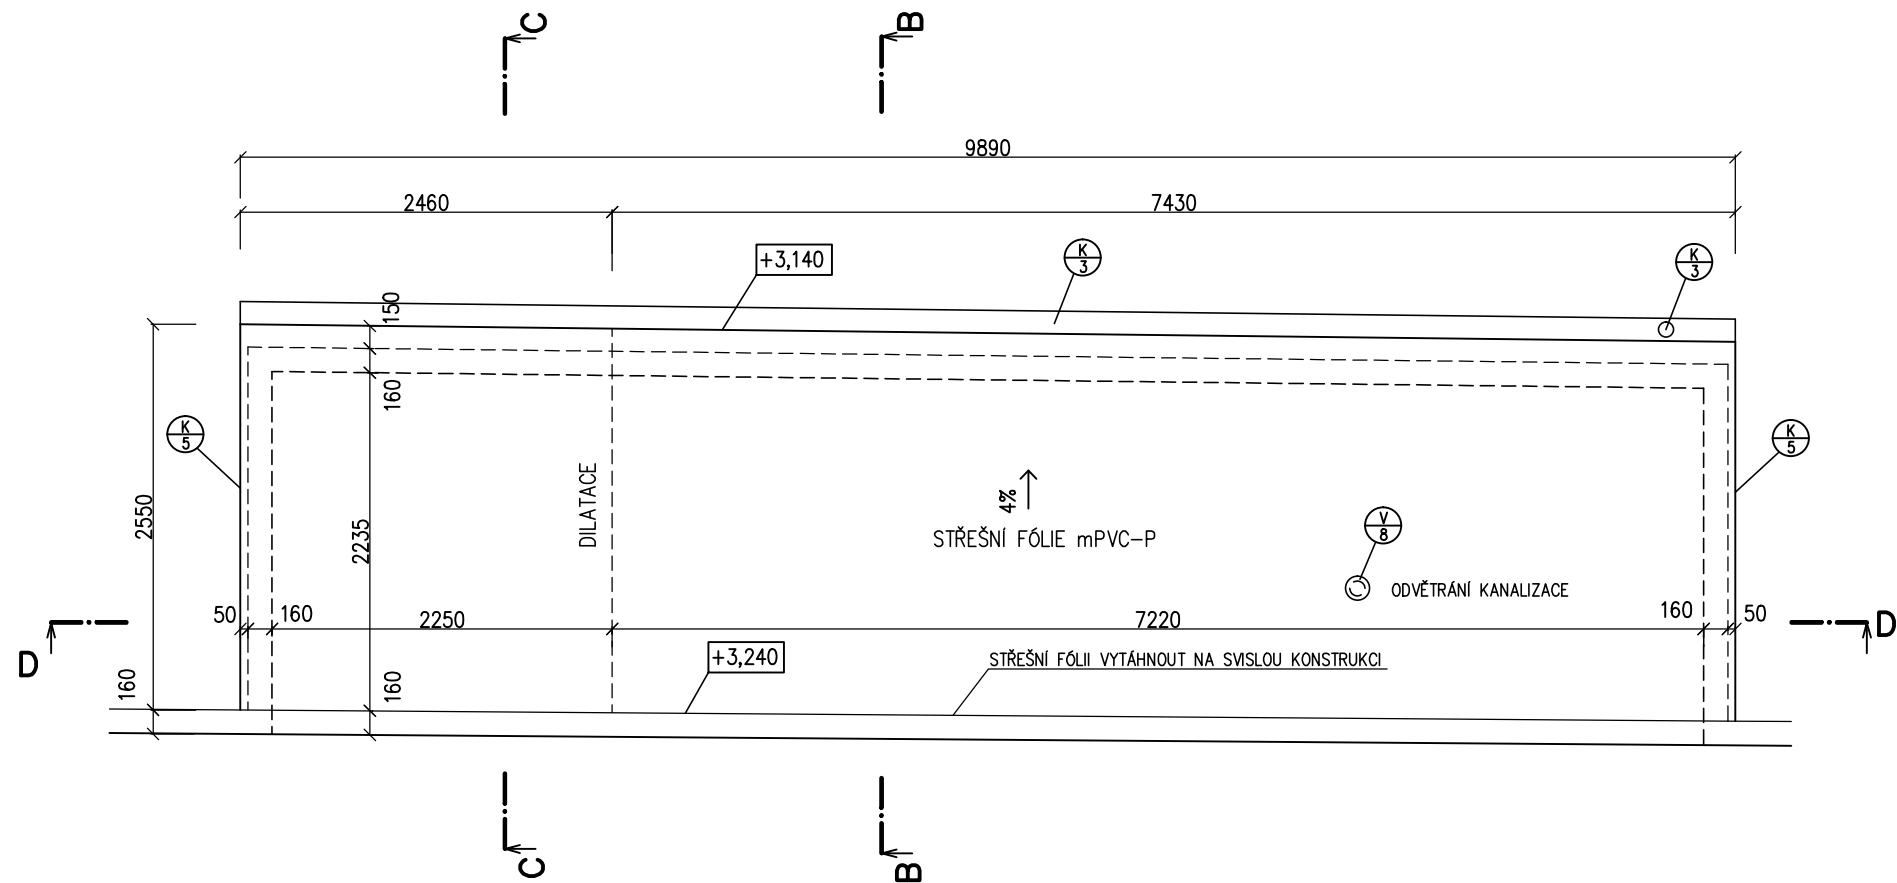 C
B
9890
2460
7430
+3,140
K
3
K
3
150
160
K
5
K
5
2550
2235
DILATACE
4%
STŘEŠNÍ FÓLIE mPVC-P
V
8
ODVĚTRÁNÍ KANALIZACE
50
160
2250
7220
160
50
D
D
160
160
+3,240
STŘEŠNÍ FÓLII VYTÁHNOUT NA SVISLOU KONSTRUKCI
C
B